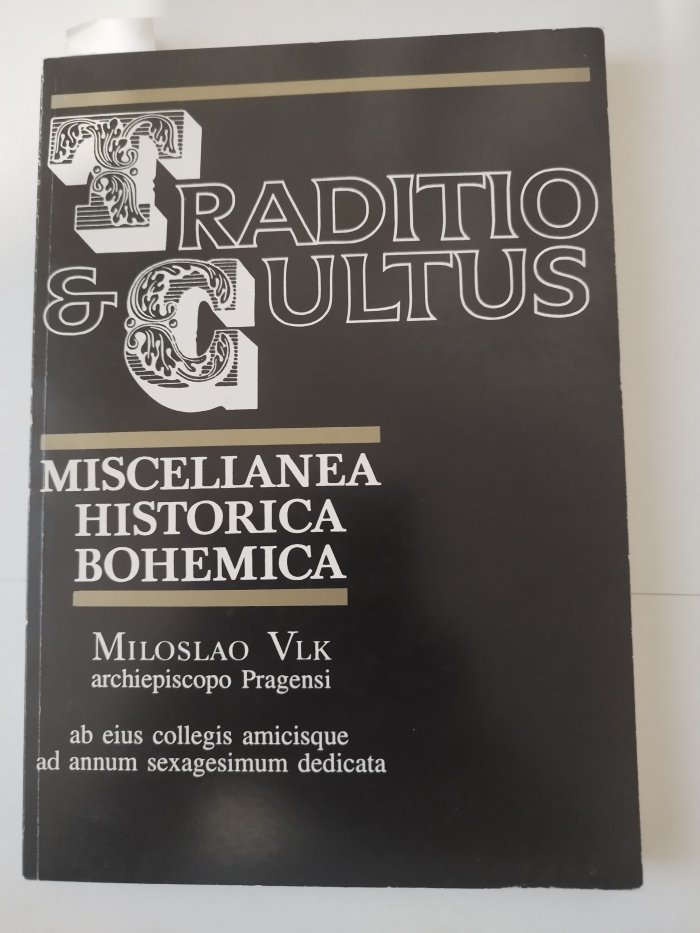 TRADITIO
& CULTUS
MISCELLANEA
HISTORICA
BOHEMICA
MILOSLAO VLK
archiepiscopo Pragensi
ab eius collegis amicisque
ad annum sexagesimum dedicata